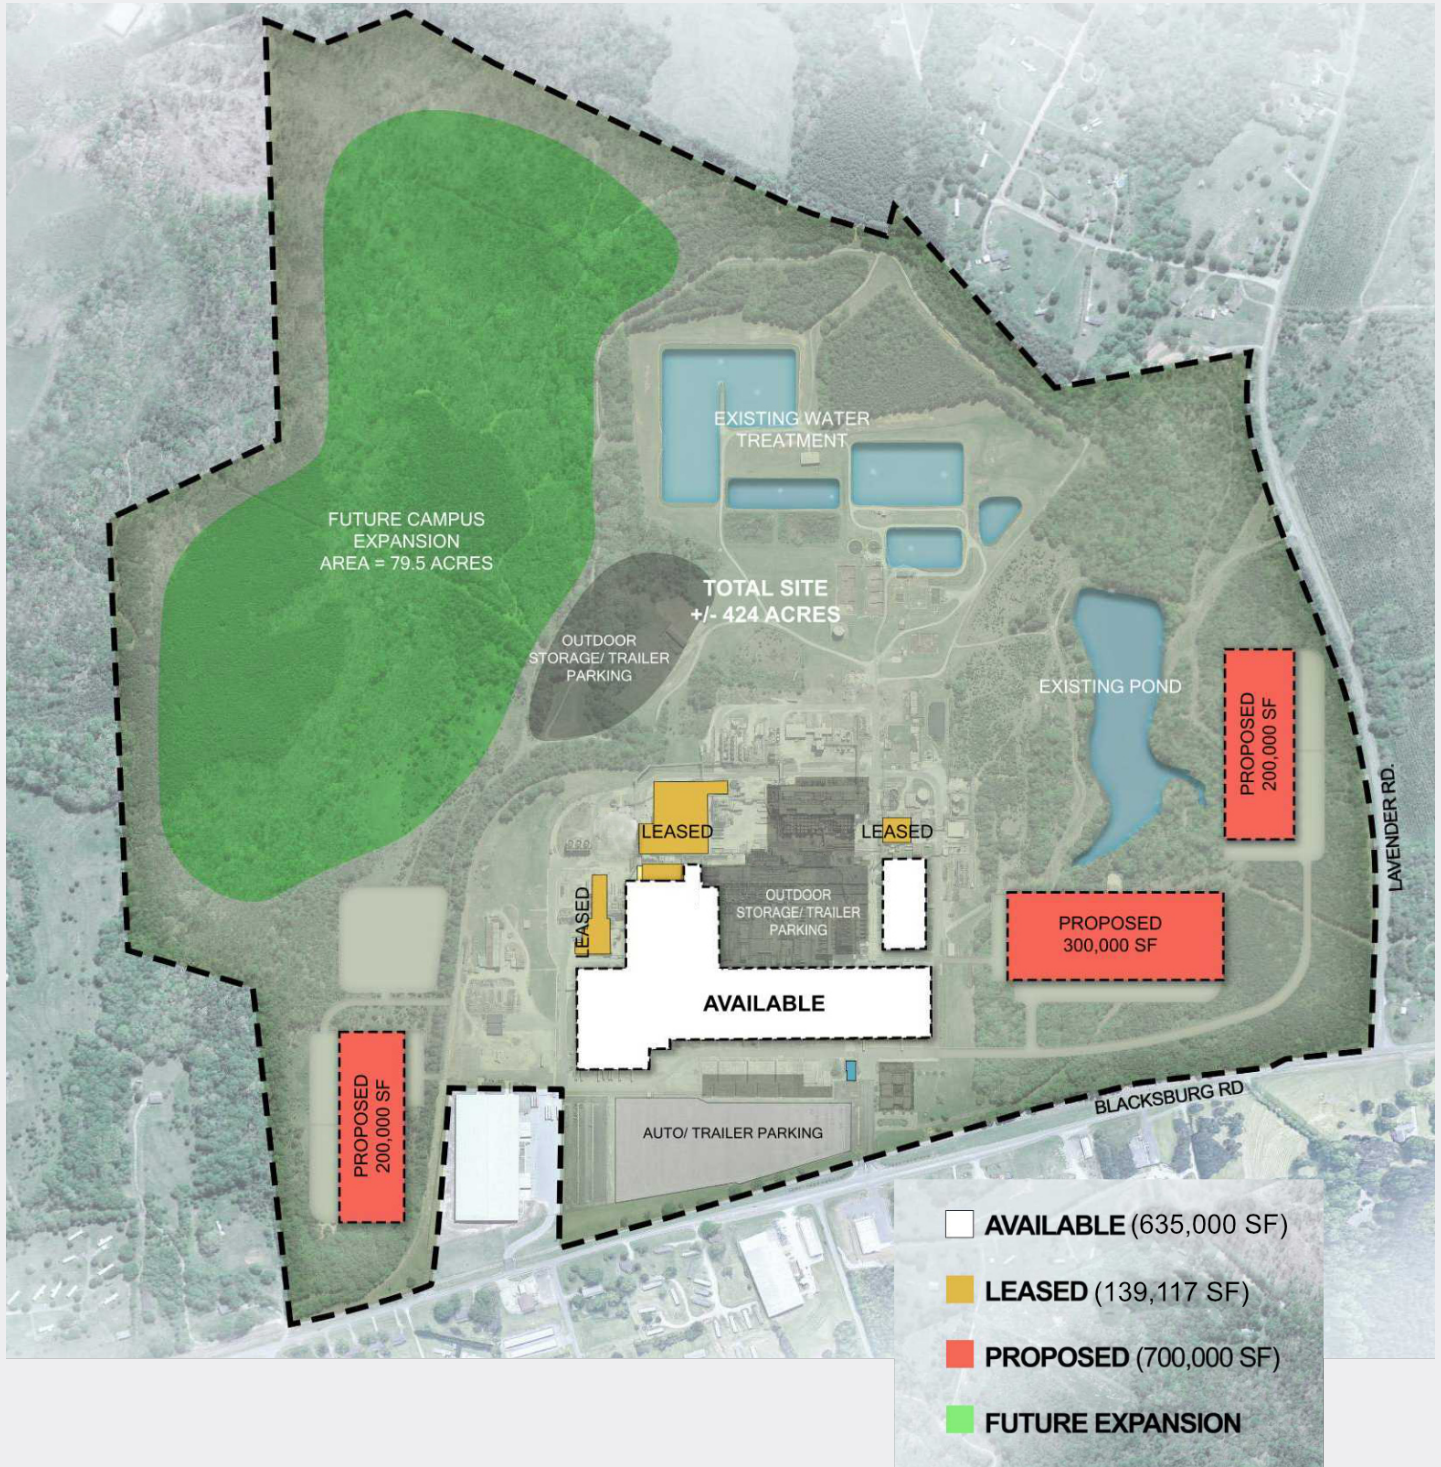 EXISTING WATER
TREATMENT
FUTURE CAMPUS
EXPANSION
AREA = 79.5 ACRES
TOTAL SITE
+/- 424 ACRES
OUTDOOR
STORAGE/ TRAILER
PARKING
EXISTING POND
PROPOSED
200,000 SF
LAVENDER RD.
LEASED
LEASED
LEASED
OUTDOOR
STORAGE/ TRAILER
PARKING
PROPOSED
300,000 SF
AVAILABLE
PROPOSED
200,000 SF
BLACKSBURG RD
AUTO/ TRAILER PARKING
AVAILABLE (635,000 SF)
LEASED (139,117 SF)
PROPOSED (700,000 SF)
FUTURE EXPANSION